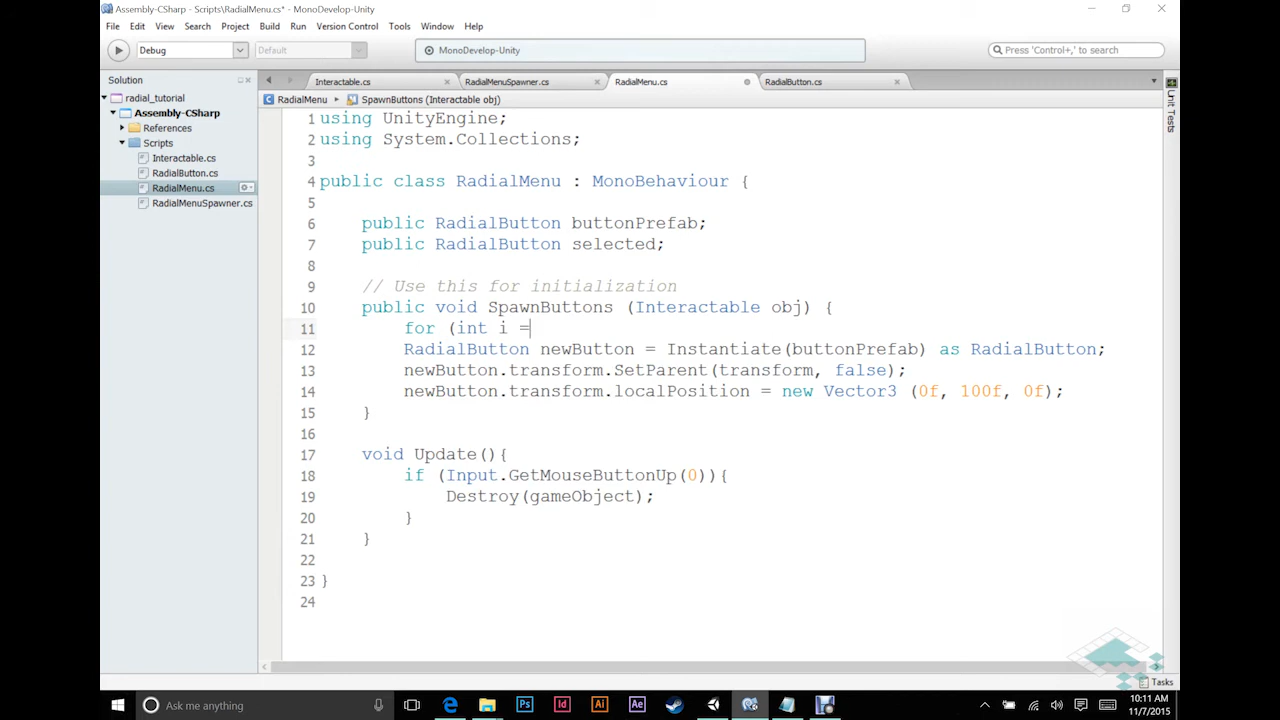 Assembly-CSharp - Scripts\RadialMenu.cs* - MonoDevelop-Unity
File Edit View Search Project Build Run Version Control Tools Window Help
Debug Default MonoDevelop-Unity Press 'Control+,' to search
Solution
radial_tutorial
Assembly-CSharp
References
Scripts
Interactable.cs
RadialButton.cs
RadialMenu.cs
RadialMenuSpawner.cs
Interactable.cs RadialMenuSpawner.cs RadialMenu.cs RadialButton.cs
RadialMenu SpawnButtons (Interactable obj)
1 using UnityEngine;
2 using System.Collections;
3
4 public class RadialMenu : MonoBehaviour {
5
6 public RadialButton buttonPrefab;
7 public RadialButton selected;
8
9 // Use this for initialization
10 public void SpawnButtons (Interactable obj) {
11 for (int i =
12 RadialButton newButton = Instantiate(buttonPrefab) as RadialButton;
13 newButton.transform.SetParent(transform, false);
14 newButton.transform.localPosition = new Vector3 (0f, 100f, 0f);
15 }
16
17 void Update(){
18 if (Input.GetMouseButtonUp(0)){
19 Destroy(gameObject);
20 }
21 }
22
23 }
24
Unit Tests
Tasks
Ask me anything
Ps Id Ai Ae
10:11 AM
11/7/2015